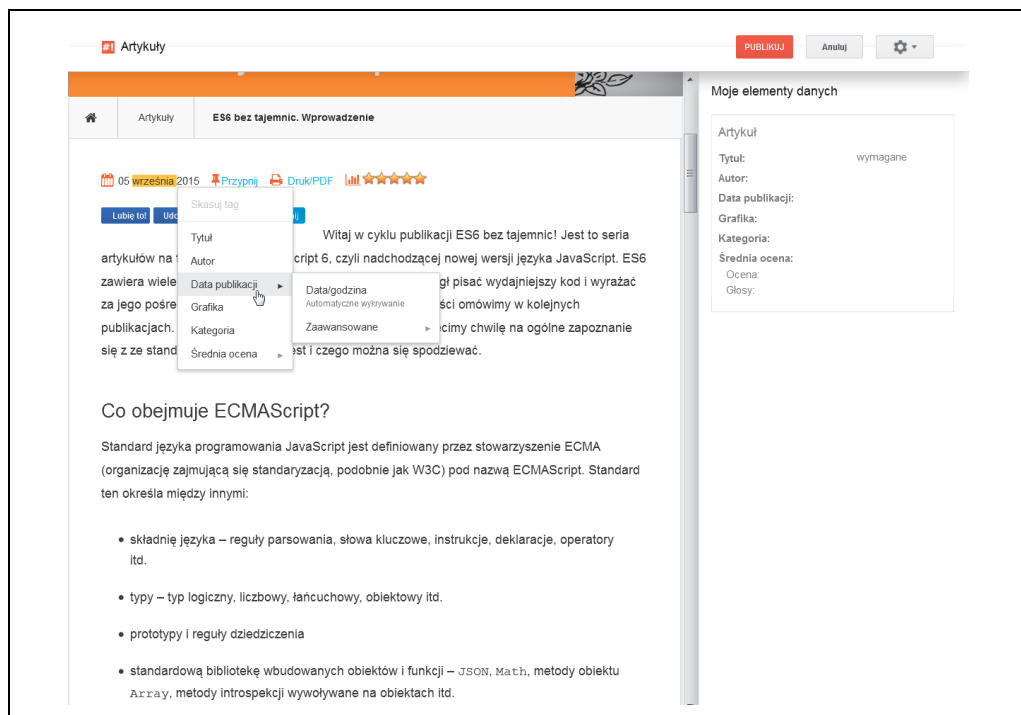 #1 Artykuły
PUBLIKUJ
Anuluj
Moje elementy danych
Artykuły
ES6 bez tajemnic. Wprowadzenie
Artykuł
Tytuł: wymagane
Autor:
Data publikacji:
Grafika:
Kategoria:
Średnia ocena:
Ocena:
Głosy:
05 września 2015 Przypnij Druk/PDF
Lubię to! Udo
Skasuj tag
Tytuł
Autor
Data publikacji
Grafika
Kategoria
Średnia ocena
Data/godzina
Automatyczne wykrywanie
Zaawansowane
Witaj w cyklu publikacji ES6 bez tajemnic! Jest to seria
artykułów na cript 6, czyli nadchodzącej nowej wersji języka JavaScript. ES6
zawiera wiele gł pisać wydajniejszy kod i wyrażać
za jego pośre ści omówimy w kolejnych
publikacjach. ecimy chwilę na ogólne zapoznanie
się z ze stand est i czego można się spodziewać.
Co obejmuje ECMAScript?
Standard języka programowania JavaScript jest definiowany przez stowarzyszenie ECMA
(organizację zajmującą się standaryzacją, podobnie jak W3C) pod nazwą ECMAScript. Standard
ten określa między innymi:
• składnię języka – reguły parsowania, słowa kluczowe, instrukcje, deklaracje, operatory
itd.
• typy – typ logiczny, liczbowy, łańcuchowy, obiektowy itd.
• prototypy i reguły dziedziczenia
• standardową bibliotekę wbudowanych obiektów i funkcji – JSON, Math, metody obiektu
Array, metody introspekcji wywoływane na obiektach itd.